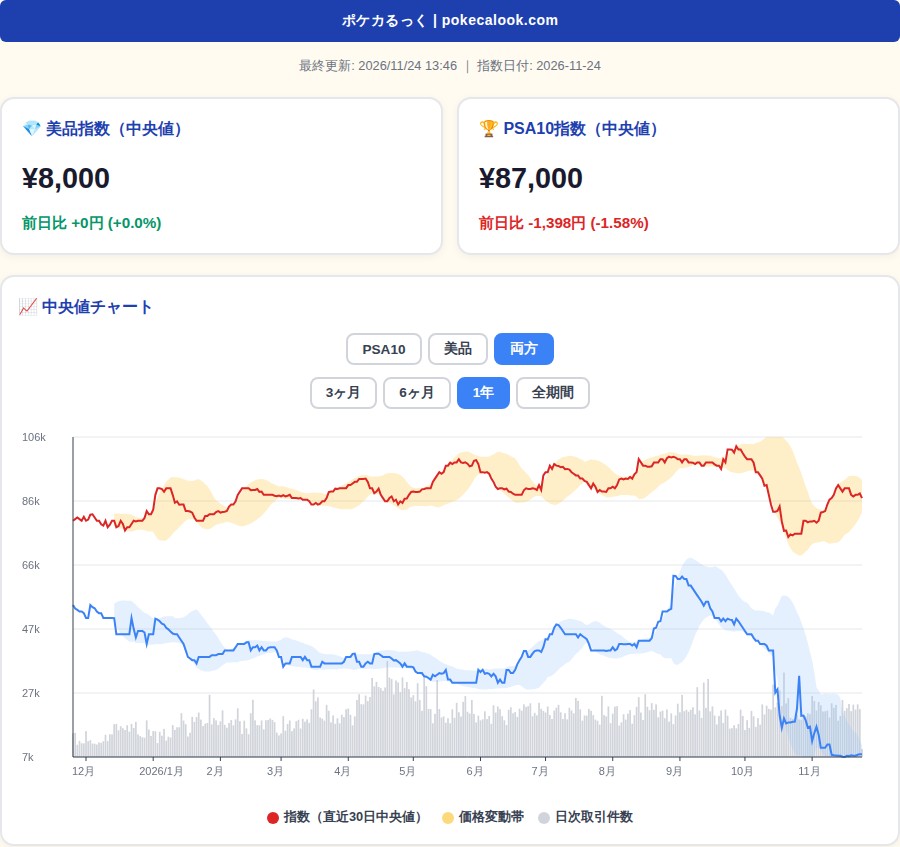 ポケカるっく | pokecalook.com
最終更新: 2026/11/24 13:46 ｜ 指数日付: 2026-11-24
💎 美品指数（中央値）
¥8,000
前日比 +0円 (+0.0%)
🏆 PSA10指数（中央値）
¥87,000
前日比 -1,398円 (-1.58%)
📈 中央値チャート
PSA10 美品 両方
3ヶ月 6ヶ月 1年 全期間
106k
86k
66k
47k
27k
7k
12月 2026/1月 2月 3月 4月 5月 6月 7月 8月 9月 10月 11月
指数（直近30日中央値） 価格変動帯 日次取引件数